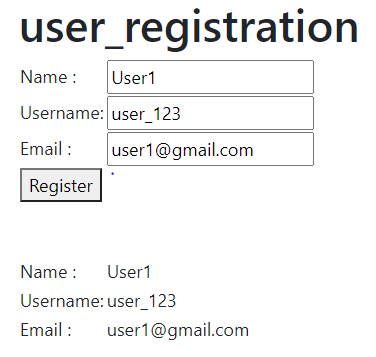 user_registration
Name : User1
Username: user_123
Email : user1@gmail.com
Register
Name : User1
Username: user_123
Email : user1@gmail.com